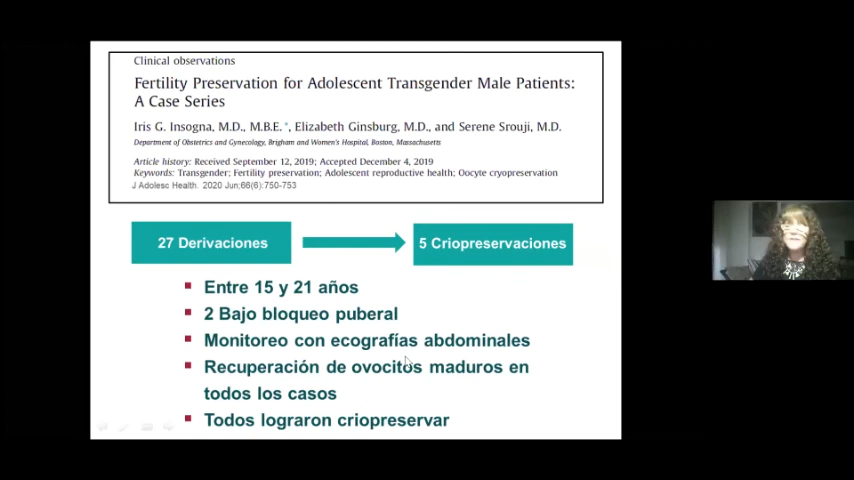 Clinical observations
Fertility Preservation for Adolescent Transgender Male Patients:
A Case Series
Iris G. Insogna, M.D., M.B.E. *, Elizabeth Ginsburg, M.D., and Serene Srouji, M.D.
Department of Obstetrics and Gynecology, Brigham and Women's Hospital, Boston, Massachusetts
Article history: Received September 12, 2019; Accepted December 4, 2019
Keywords: Transgender; Fertility preservation; Adolescent reproductive health; Oocyte cryopreservation
J Adolesc Health. 2020 Jun;66(6):750-753
27 Derivaciones
5 Criopreservaciones
Entre 15 y 21 años
2 Bajo bloqueo puberal
Monitoreo con ecografías abdominales
Recuperación de ovocitos maduros en
todos los casos
Todos lograron criopreservar